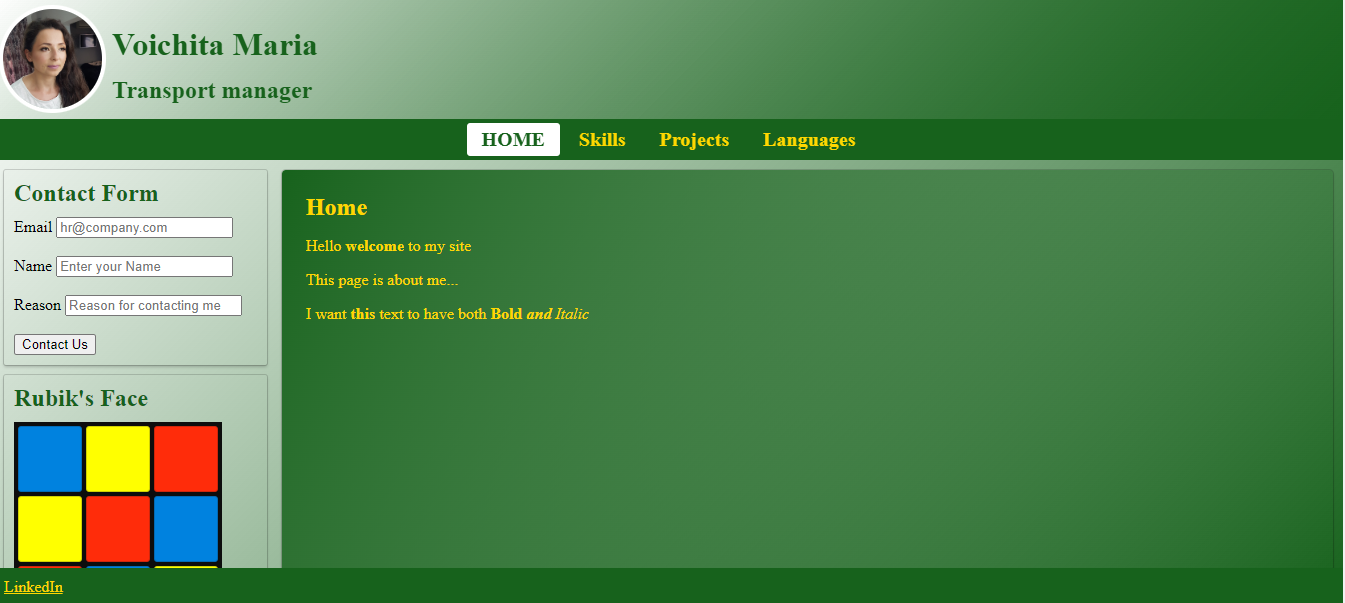 Voichita Maria
Transport manager
HOME Skills Projects Languages
Contact Form
Email hr@company.com
Name Enter your Name
Reason Reason for contacting me
Contact Us
Rubik's Face
Home
Hello welcome to my site
This page is about me...
I want this text to have both Bold and Italic
LinkedIn